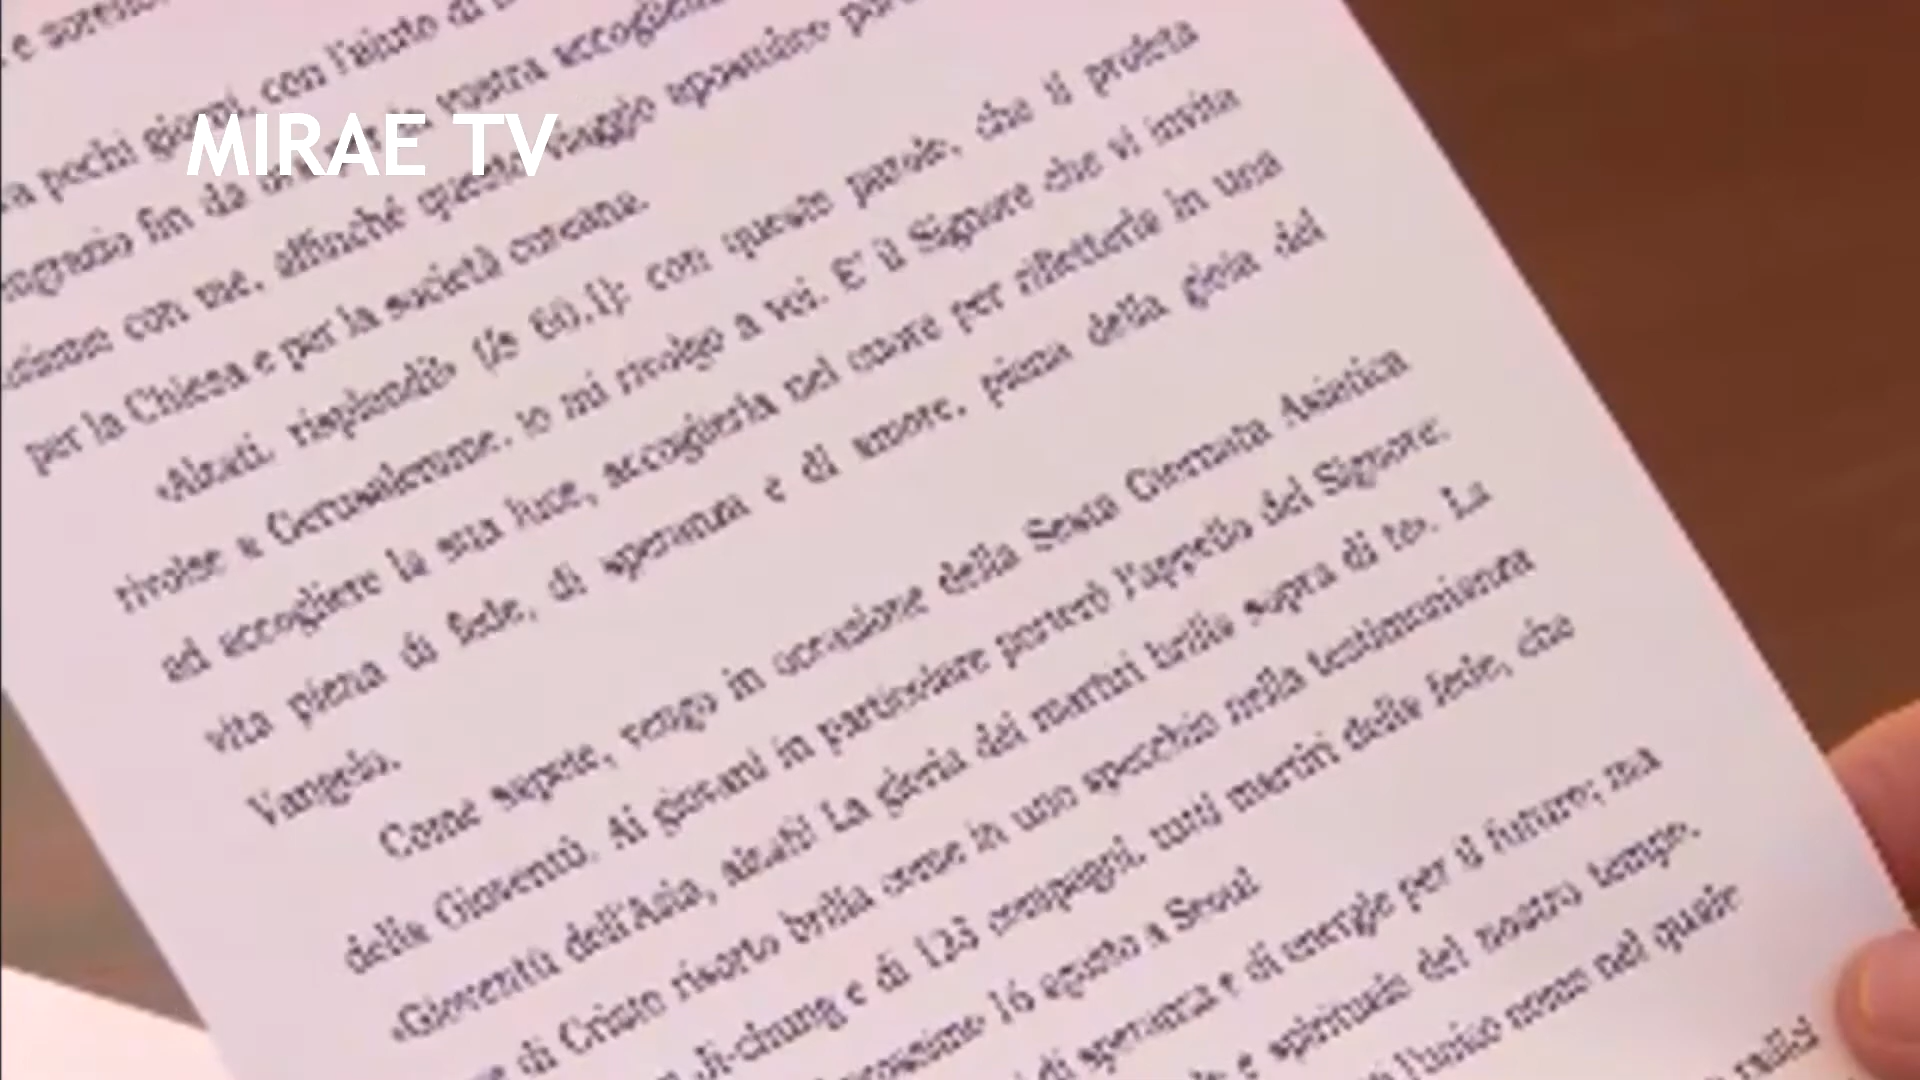 e sorelle
pochi giorni, con l'aiuto di
MIRAE TV
fin da la vostra accoglienza
con me, affinché questo viaggio apostolico
per la Chiesa e per la società coreana.
«Alzati, risplendi» (Is 60,1): con queste parole, che il profeta
rivolse a Gerusalemme, io mi rivolgo a voi. E' il Signore che vi invita
ad accogliere la sua luce, accoglierla nel cuore per rifletterla in una
vita piena di fede, di speranza e di amore, piena della gioia del
Vangelo.
Come sapete, vengo in occasione della Sesta Giornata Asiatica
della Gioventù. Ai giovani in particolare porterò l'appello del Signore:
«Gioventù dell'Asia, alzati! La gloria dei martiri brilla sopra di te». La
di Cristo risorto brilla come in uno specchio nella testimonianza
Ji-chung e di 123 compagni, tutti martiri della fede, che
16 agosto a Seoul
di speranza e di energie per il futuro; ma
e spirituale del nostro tempo.
l'unico nome nel quale
radici